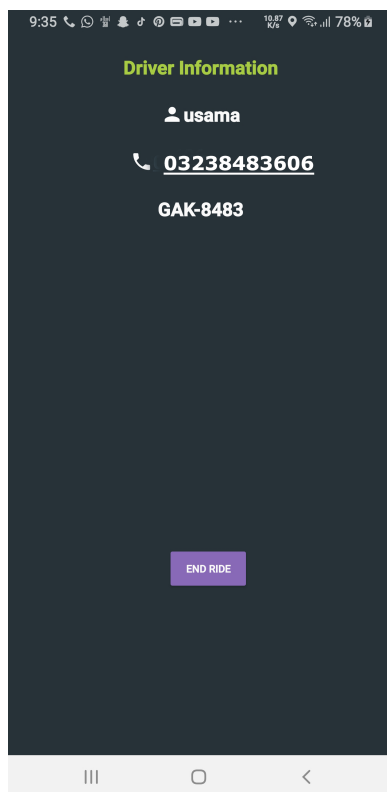 9:35 10.87 K/s 78%
Driver Information
usama
03238483606
GAK-8483
END RIDE